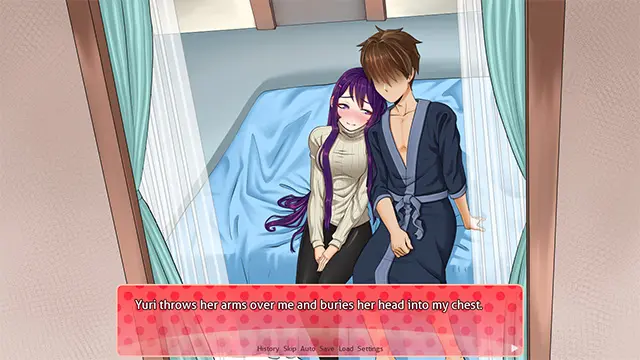 Yuri throws her arms over me and buries her head into my chest.
History Skip Auto Save Load Settings